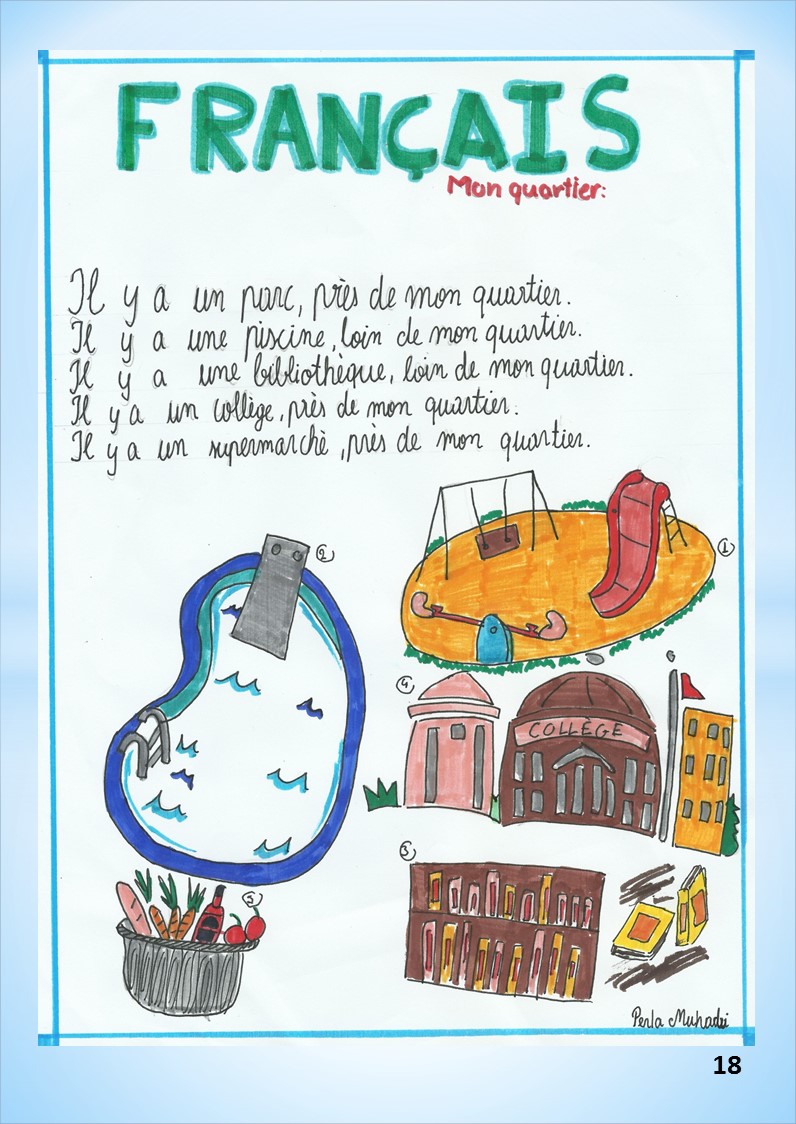 FRANÇAIS
Mon quartier:
Il y a un parc, près de mon quartier.
Il y a une piscine, loin de mon quartier.
Il y a une bibliothèque, loin de mon quartier.
Il y a un collège, près de mon quartier.
Il y a un supermarchè, près de mon quartier.
2
1
4
COLLÈGE
3
5
Perla
18